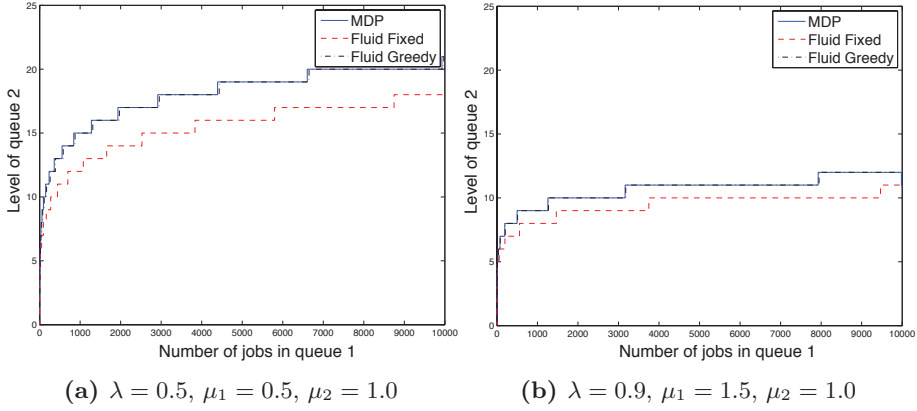 MDP
Fluid Fixed
Fluid Greedy
Level of queue 2
25
20
15
10
5
0
0 1000 2000 3000 4000 5000 6000 7000 8000 9000 10000
Number of jobs in queue 1
(a) λ = 0.5, μ1 = 0.5, μ2 = 1.0
MDP
Fluid Fixed
Fluid Greedy
Level of queue 2
25
20
15
10
5
0
0 1000 2000 3000 4000 5000 6000 7000 8000 9000 10000
Number of jobs in queue 1
(b) λ = 0.9, μ1 = 1.5, μ2 = 1.0